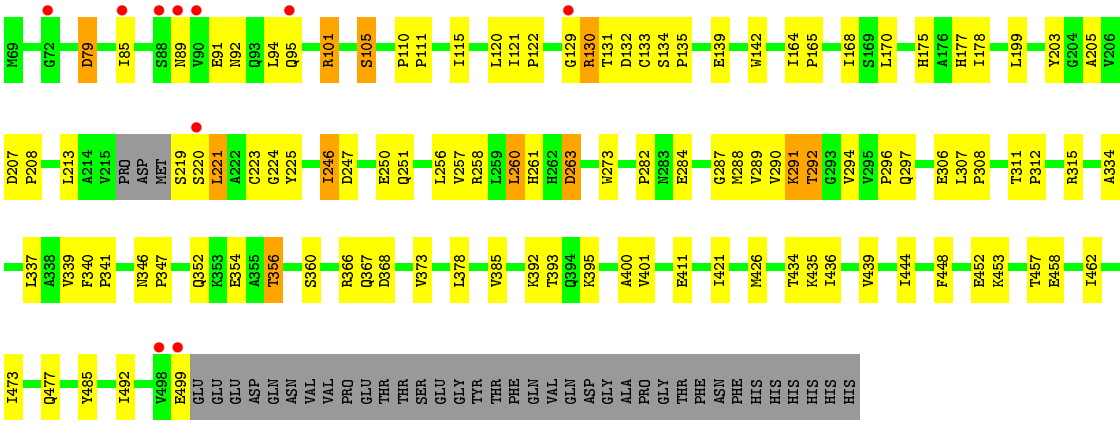 M69 G72 D79 I85 S88 N89 V90 E91 N92 Q93 L94 Q95 R101 S105 P110 P111 I115 L120 I121 P122 G129 R130 T131 D132 C133 S134 P135 E139 W142 I164 P165 I168 S169 L170 H175 A176 H177 I178 L199 Y203 G204 A205 V206
D207 P208 L213 A214 V215 PRO ASP MET S219 S220 L221 A222 C223 G224 Y225 I246 D247 E250 Q251 L256 V257 R258 L259 L260 H261 H262 D263 W273 P282 N283 E284 G287 M288 V289 V290 K291 T292 G293 V294 V295 P296 Q297 E306 L307 P308 T311 P312 R315 A334
L337 A338 V339 F340 P341 N346 P347 Q352 K353 E354 A355 T356 S360 R366 Q367 D368 V373 L378 V385 K392 T393 Q394 K395 A400 V401 E411 I421 M426 T434 K435 I436 V439 I444 F448 E452 K453 T457 E458 I462
I473 Q477 Y485 I492 V498 E499 GLU GLU GLU ASP GLN ASN VAL VAL PRO GLU THR THR SER GLU GLY TYR THR PHE GLN VAL GLN ASP GLY ALA PRO GLY THR PHE ASN PHE HIS HIS HIS HIS HIS HIS